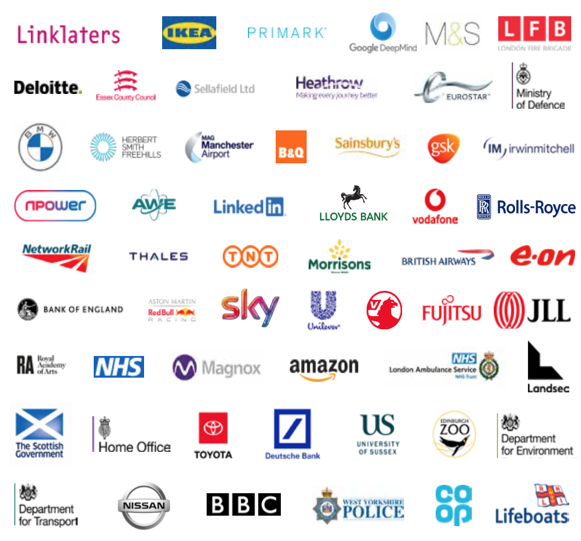 Linklaters
IKEA
PRIMARK
Google DeepMind
M&S
LFB
LONDON FIRE BRIGADE
Deloitte.
Essex County Council
Sellafield Ltd
Heathrow
Making every journey better
EUROSTAR
Ministry
of Defence
BMW
HERBERT
SMITH
FREEHILLS
MAG
Manchester
Airport
B&Q
Sainsbury's
gsk
IM irwinmitchell
npower
AWE
Linked in
LLOYDS BANK
vodafone
RR
Rolls-Royce
NetworkRail
THALES
TNT
Morrisons
BRITISH AIRWAYS
e·on
BANK OF ENGLAND
ASTON MARTIN
Red Bull
RACING
sky
Unilever
FUJITSU
JLL
RA
Royal
Academy
of Arts
NHS
Magnox
amazon
NHS
London Ambulance Service
NHS Trust
Landsec
The Scottish
Government
Home Office
TOYOTA
Deutsche Bank
US
UNIVERSITY
OF SUSSEX
EDINBURGH
ZOO
Department
for Environment
Department
for Transport
NISSAN
BBC
WEST YORKSHIRE
POLICE
CO
OP
Lifeboats